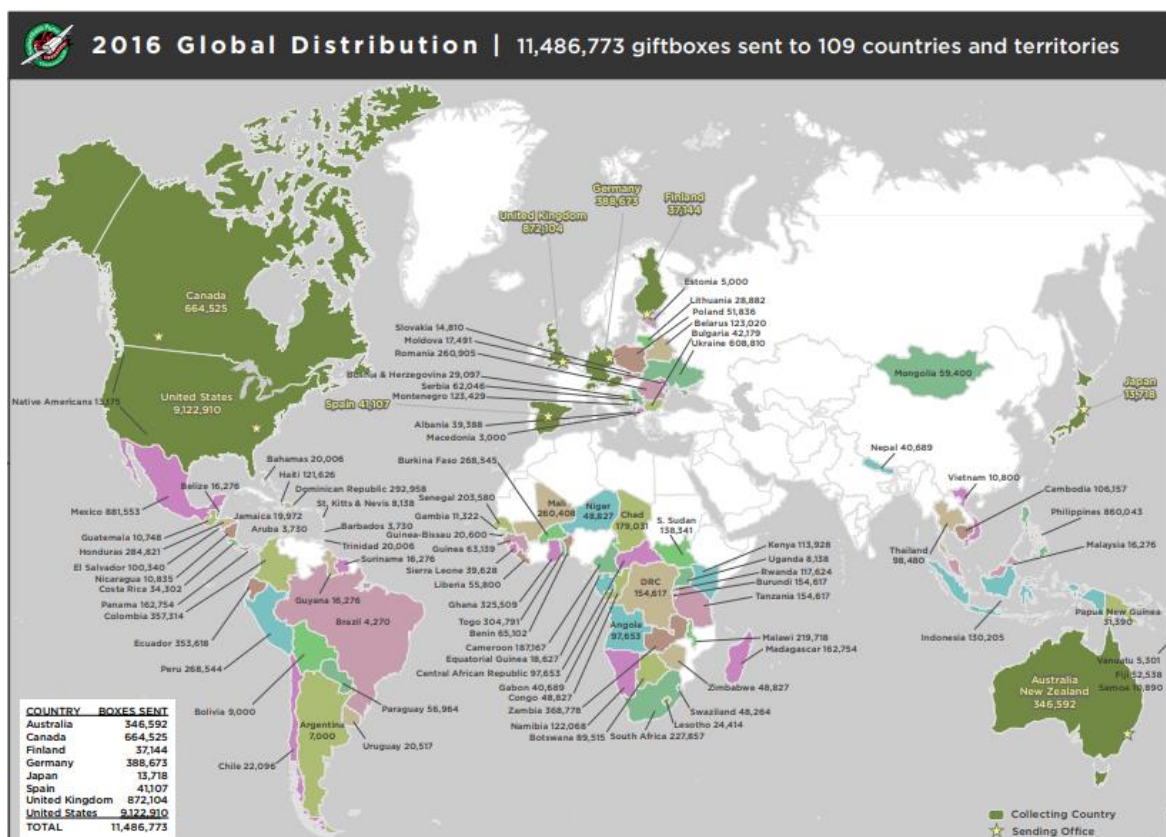 2016 Global Distribution | 11,486,773 giftboxes sent to 109 countries and territories
Canada
664,525
United States
9,122,910
Native Americans 13375
Germany
388,673
Finland
37,144
United Kingdom
872,104
Spain 41,107
Estonia 5,000
Lithuania 28,882
Poland 51,836
Belarus 123,020
Bulgaria 42,179
Ukraine 608,810
Slovakia 14,810
Moldova 17,491
Romania 260,905
Bosnia & Herzegovina 29,097
Serbia 62,046
Montenegro 123,429
Albania 39,388
Macedonia 3,000
Mongolia 59,400
Japan
13,718
Nepal 40,689
Vietnam 10,800
Cambodia 106,157
Philippines 860,043
Malaysia 16,276
Thailand
98,480
Indonesia 130,205
Papua New Guinea
31,390
Vanuatu 5,301
Fiji 52,538
Samoa 10,890
Australia
New Zealand
346,592
Bahamas 20,006
Haiti 121,626
Dominican Republic 292,958
St. Kitts & Nevis 8,138
Barbados 3,730
Trinidad 20,006
Suriname 16,276
Belize 16,276
Mexico 881,553
Jamaica 19,972
Aruba 3,730
Guatemala 10,748
Honduras 284,821
El Salvador 100,340
Nicaragua 10,835
Costa Rica 34,302
Panama 162,754
Colombia 357,314
Guyana 16,276
Brazil 4,270
Ecuador 353,618
Peru 268,544
Bolivia 9,000
Paraguay 56,964
Argentina
7,000
Uruguay 20,517
Chile 22,096
Burkina Faso 268,545
Senegal 203,580
Gambia 11,322
Guinea-Bissau 20,600
Guinea 63,139
Sierra Leone 39,628
Liberia 55,800
Mali
260,408
Niger
48,827
Chad
179,031
S. Sudan
138,341
Ghana 325,509
Togo 304,791
Benin 65,102
Cameroon 187,167
Equatorial Guinea 18,627
Central African Republic 97,653
Gabon 40,689
Congo 48,827
Zambia 368,778
Namibia 122,068
Botswana 89,515
South Africa 227,857
Kenya 113,928
Uganda 8,138
Rwanda 117,624
Burundi 154,617
Tanzania 154,617
DRC
154,617
Angola
97,653
Malawi 219,718
Madagascar 162,754
Zimbabwe 48,827
Swaziland 48,264
Lesotho 24,414
COUNTRY BOXES SENT
Australia 346,592
Canada 664,525
Finland 37,144
Germany 388,673
Japan 13,718
Spain 41,107
United Kingdom 872,104
United States 9,122,910
TOTAL 11,486,773
Collecting Country
Sending Office